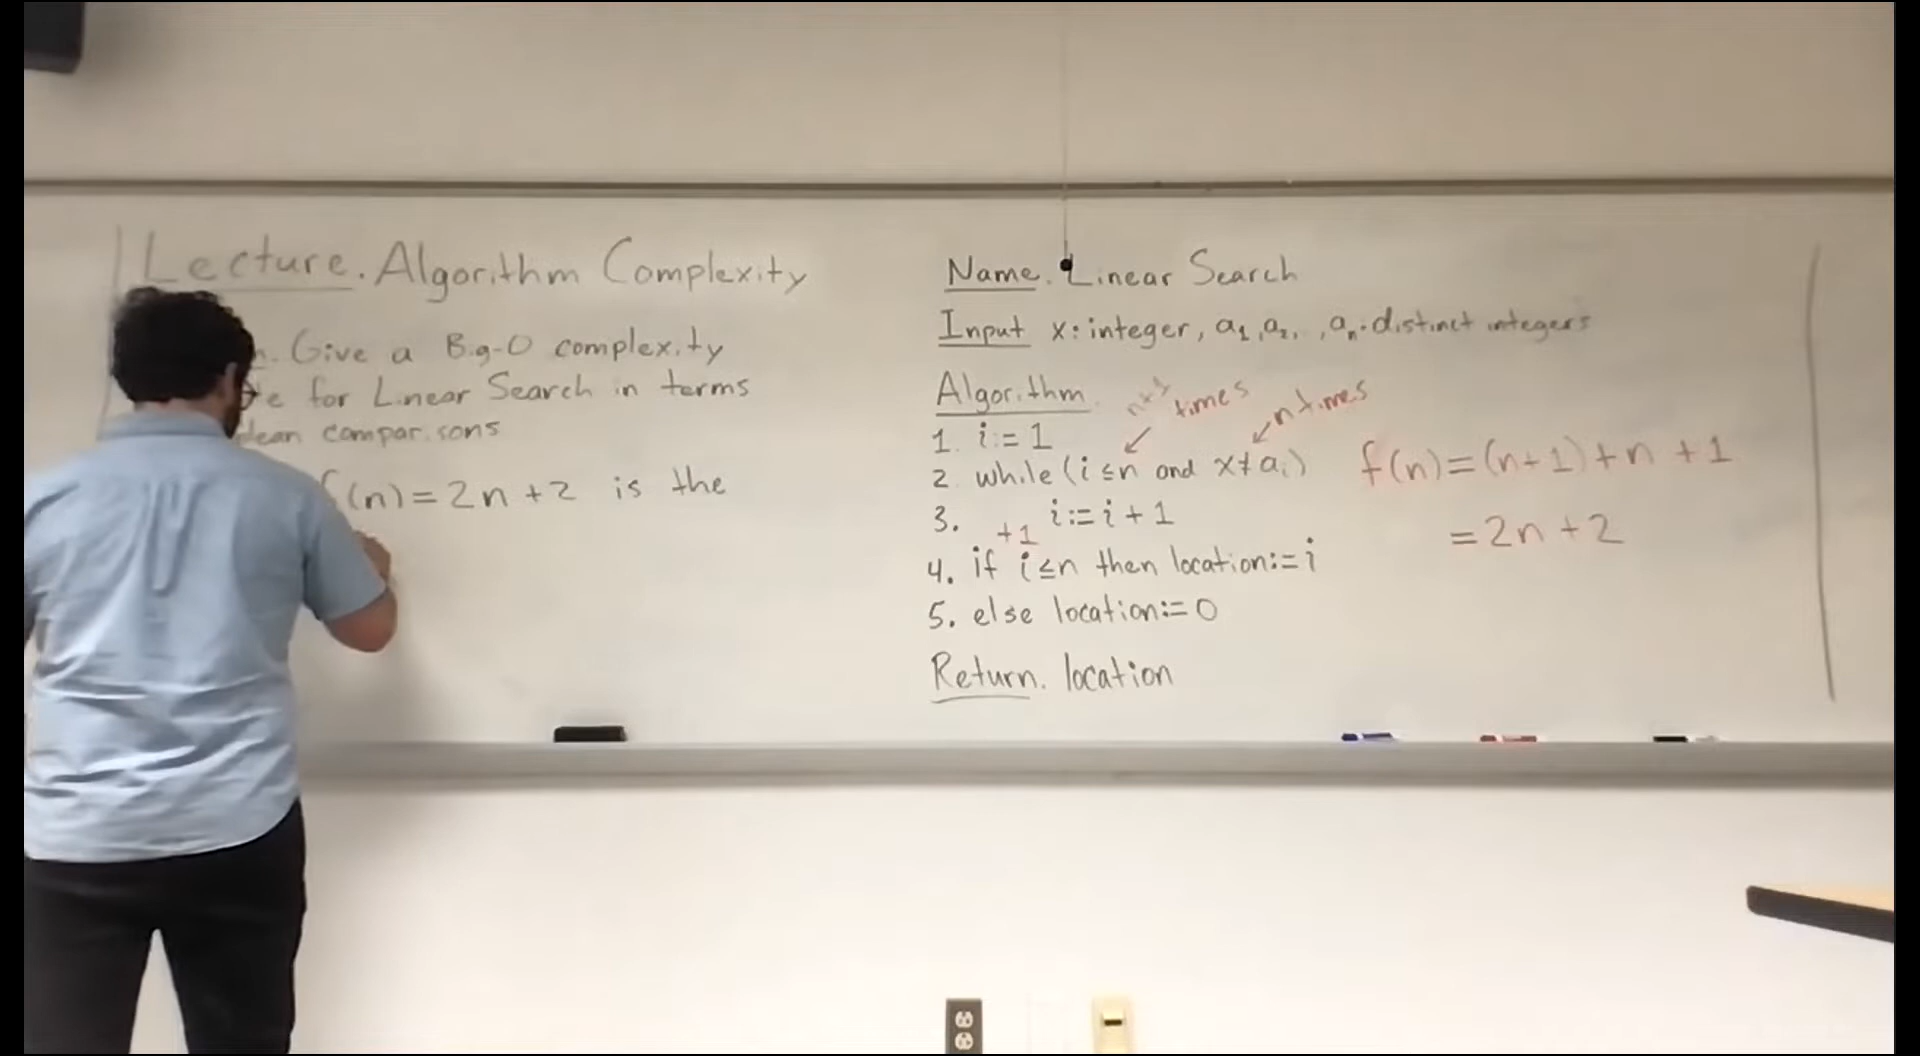 Lecture. Algorithm Complexity
Give a Big-O complexity
for Linear Search in terms
comparisons
f(n)=2n+2 is the
Name. Linear Search
Input x: integer, a₁, a₂, , aₙ: distinct integers
Algorithm.
n+1 times
n times
1. i:=1
2. while (i≤n and x≠aᵢ)
3. i:=i+1
+1
4. if i≤n then location:=i
5. else location:=0
Return. location
f(n)=(n+1)+n+1
=2n+2